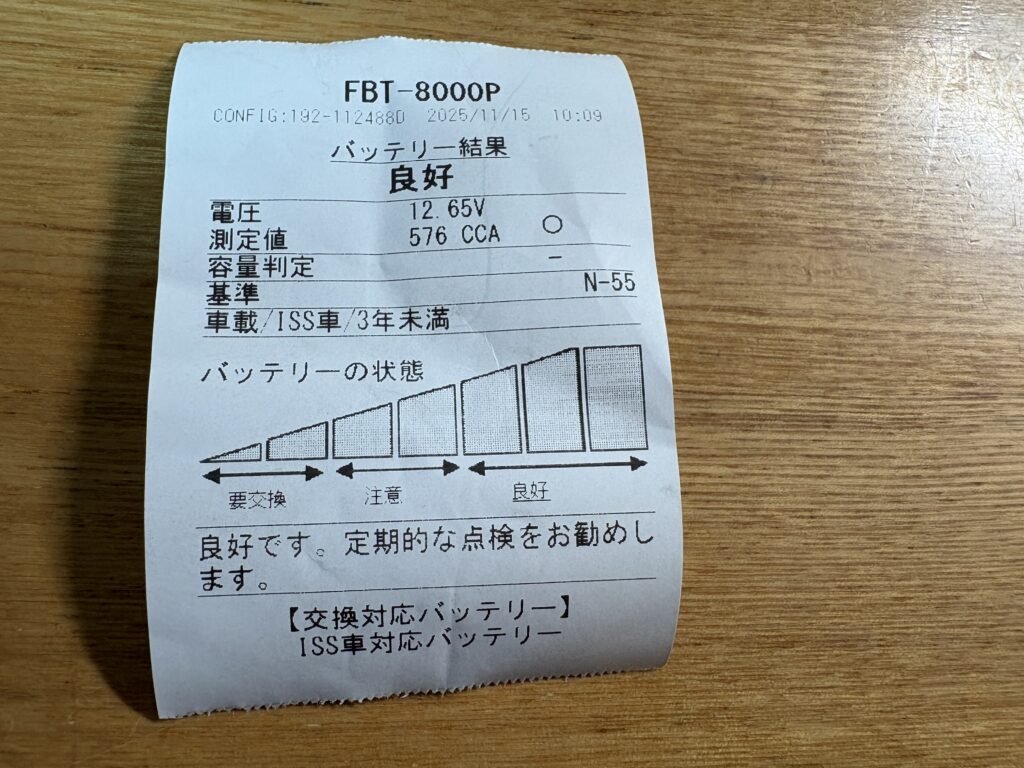 FBT-8000P
CONFIG:192-112488D 2025/11/15 10:09
バッテリー結果
良好
電圧 12.65V
測定値 576 CCA ○
容量判定 −
基準 N-55
車載/ISS車/3年未満
バッテリーの状態
要交換 注意 良好
良好です。定期的な点検をお勧めし
ます。
【交換対応バッテリー】
ISS車対応バッテリー